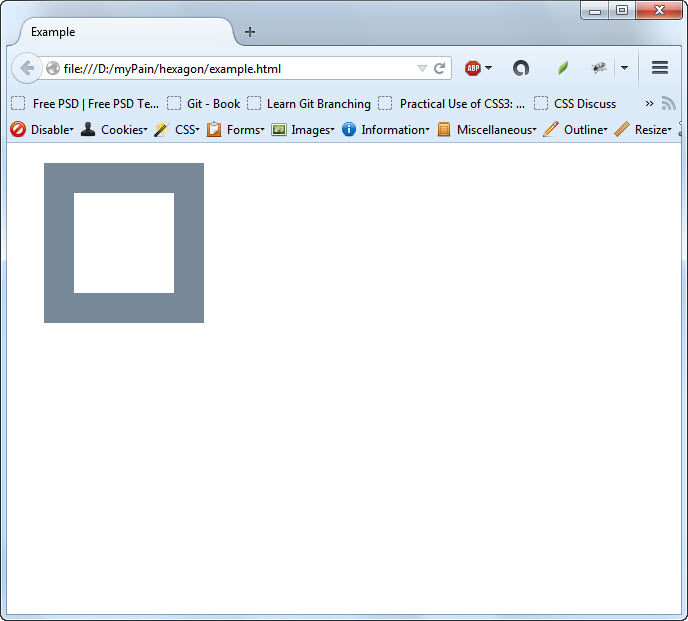 Example
file:///D:/myPain/hexagon/example.html ABP
Free PSD | Free PSD Te... Git - Book Learn Git Branching Practical Use of CSS3: ... CSS Discuss »
Disable Cookies CSS Forms Images Information Miscellaneous Outline Resize